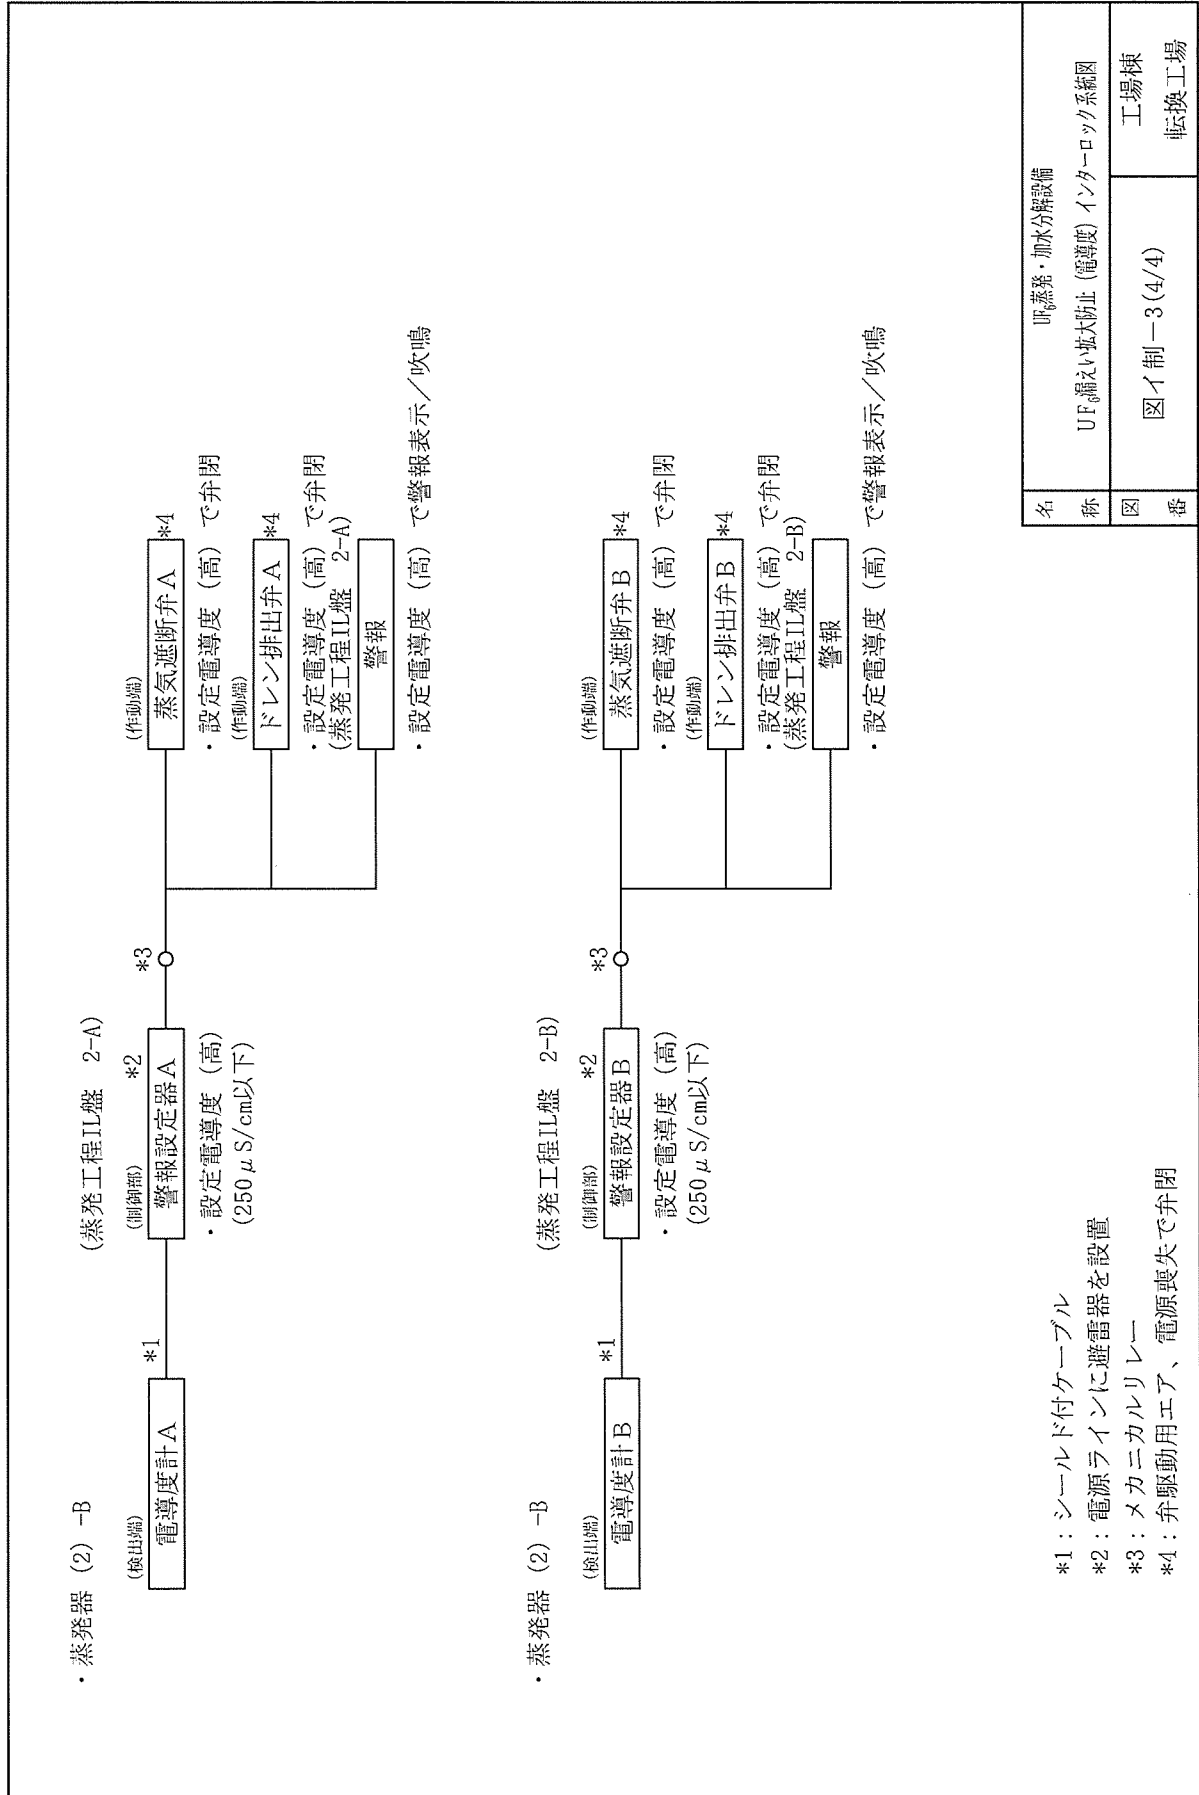 ・蒸発器 (2) -B
(蒸発工程IL盤 2-A)
(検出端)
電導度計A
*1
(制御部)
*2
警報設定器A
・設定電導度 (高)
(250μS/cm以下)
*3
(作動端)
蒸気遮断弁A
*4
・設定電導度 (高) で弁閉
(作動端)
ドレン排出弁A
*4
・設定電導度 (高) で弁閉
(蒸発工程IL盤 2-A)
警報
・設定電導度 (高) で警報表示/吹鳴
・蒸発器 (2) -B
(蒸発工程IL盤 2-B)
(検出端)
電導度計B
*1
(制御部)
*2
警報設定器B
・設定電導度 (高)
(250μS/cm以下)
*3
(作動端)
蒸気遮断弁B
*4
・設定電導度 (高) で弁閉
(作動端)
ドレン排出弁B
*4
・設定電導度 (高) で弁閉
(蒸発工程IL盤 2-B)
警報
・設定電導度 (高) で警報表示/吹鳴
*1：シールド付ケーブル
*2：電源ラインに避雷器を設置
*3：メカニカルリレー
*4：弁駆動用エア、電源喪失で弁閉
名称
UF₆蒸発・加水分解設備
UF₆漏えい拡大防止 (電導度) インターロック系統図
図番
図イ制－3(4/4)
工場棟
転換工場